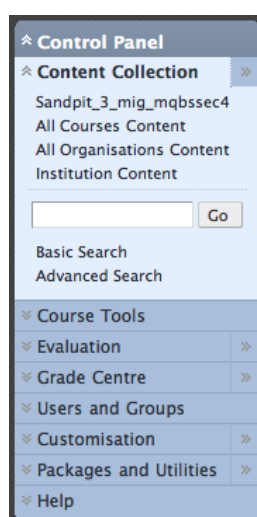 Control Panel
Content Collection
Sandpit_3_mig_mqbssec4
All Courses Content
All Organisations Content
Institution Content
Go
Basic Search
Advanced Search
Course Tools
Evaluation
Grade Centre
Users and Groups
Customisation
Packages and Utilities
Help